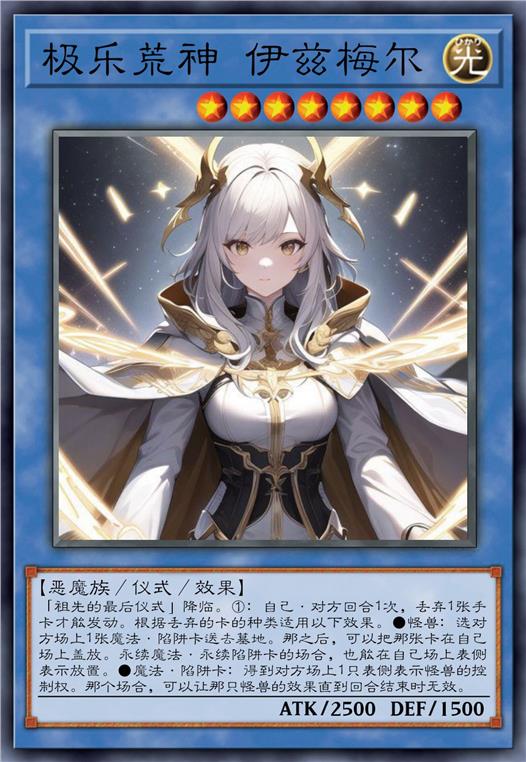 极乐荒神 伊兹梅尔
ひかり
光
【恶魔族／仪式／效果】
「祖先的最后仪式」降临。①：自己·对方回合1次，丢弃1张手
卡才能发动。根据丢弃的卡的种类适用以下效果。●怪兽：选对
方场上1张魔法·陷阱卡送去墓地。那之后，可以把那张卡在自己
场上盖放。永续魔法·永续陷阱卡的场合，也能在自己场上表侧
表示放置。●魔法·陷阱卡：得到对方场上1只表侧表示怪兽的控
制权。那个场合，可以让那只怪兽的效果直到回合结束时无效。
ATK/2500 DEF/1500